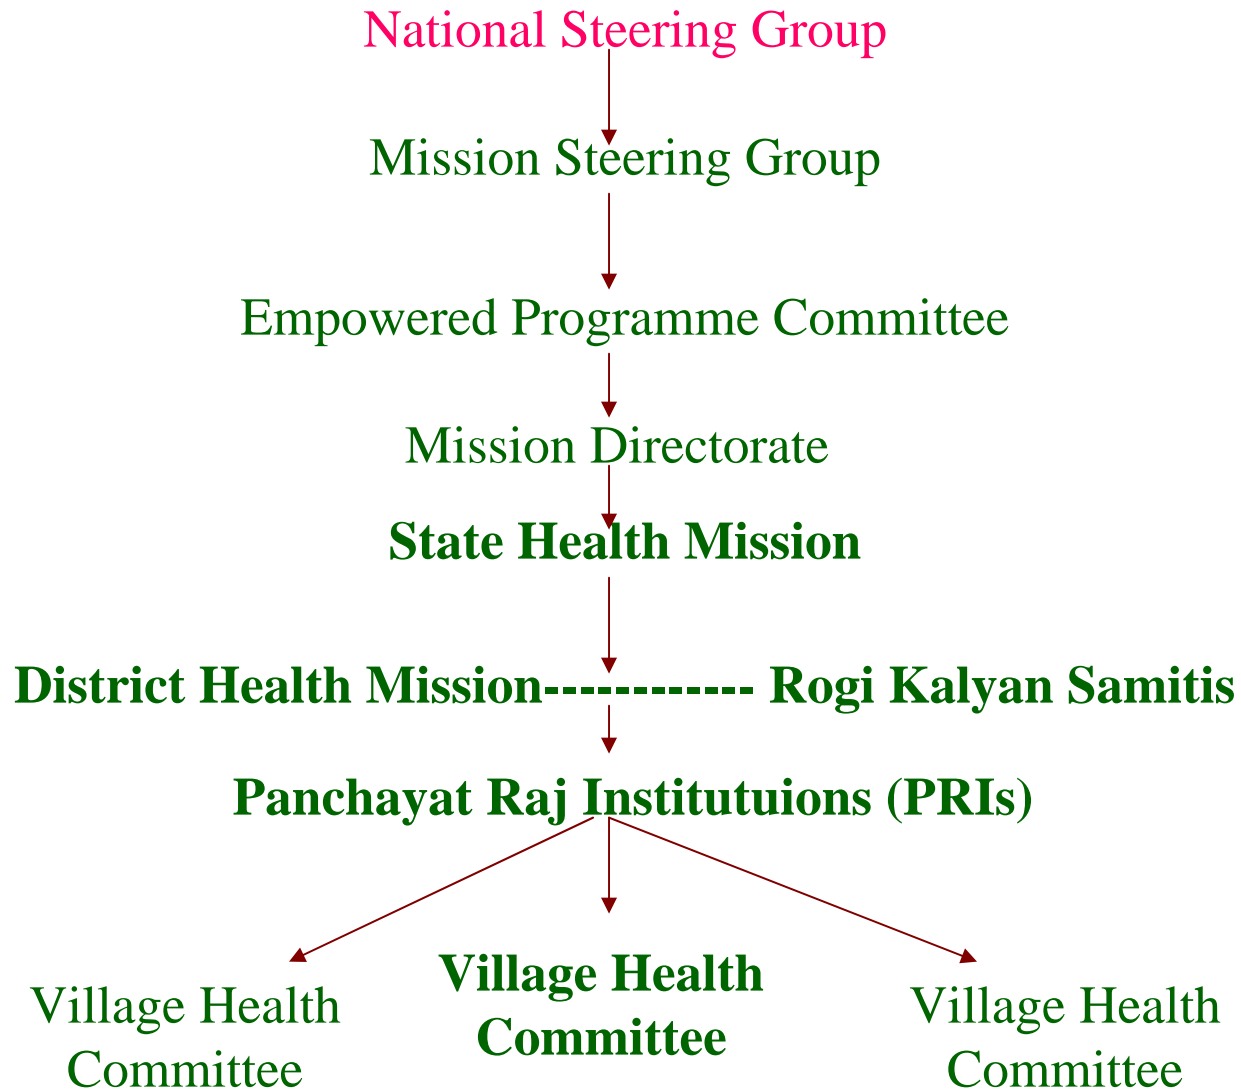 National Steering Group
Mission Steering Group
Empowered Programme Committee
Mission Directorate
State Health Mission
District Health Mission------------ Rogi Kalyan Samitis
Panchayat Raj Institutuions (PRIs)
Village Health
Committee
Village Health
Committee
Village Health
Committee